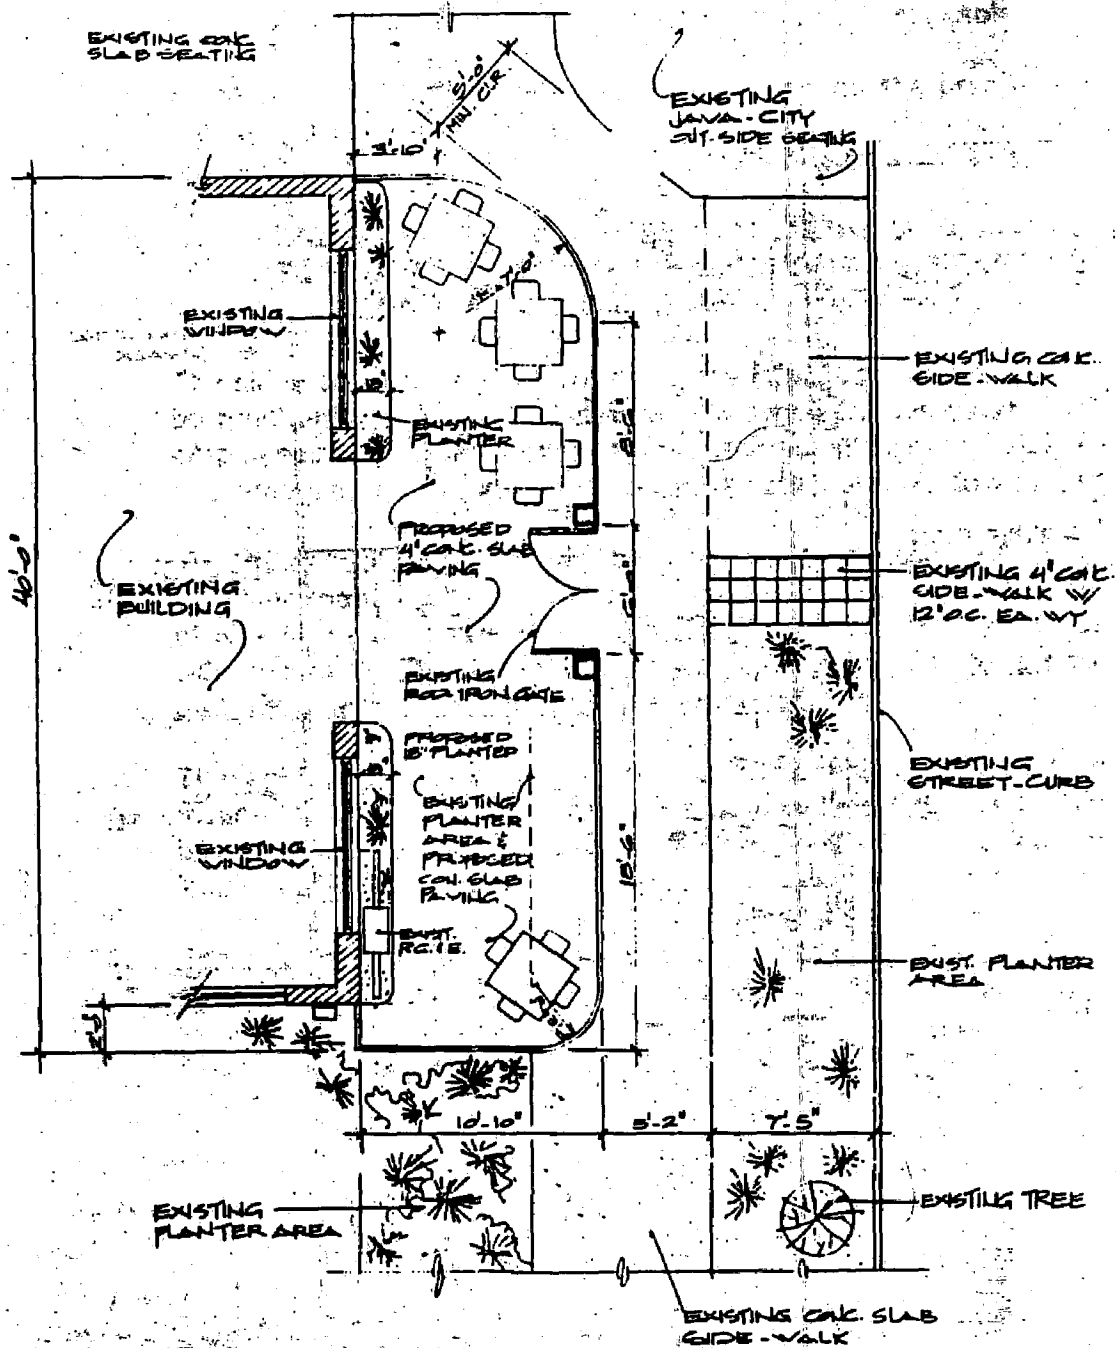 EXISTING CONC.
SLAB SEATING
5'-0"
MIN. CLR.
3'-10"
EXISTING
JAVA-CITY
OUT-SIDE SEATING
EXISTING
WINDOW
7'-0"
EXISTING CONC.
SIDE-WALK
EXISTING
PLANTER
PROPOSED
4" CONC. SLAB
PAVING
40'-0"
EXISTING
BUILDING
EXISTING 4" CONC.
SIDE-WALK W/
12" O.C. EA. WY
EXISTING
ROD IRON GATE
PROPOSED
18" PLANTED
EXISTING
STREET-CURB
EXISTING
PLANTER
AREA &
PROPOSED
CON. SLAB
PAVING
EXISTING
WINDOW
18'-6"
EXIST.
EXIST. PLANTER
AREA
2'-5"
10'-10"
5'-2"
7'-5"
EXISTING
PLANTER AREA
EXISTING TREE
EXISTING CONC. SLAB
SIDE-WALK